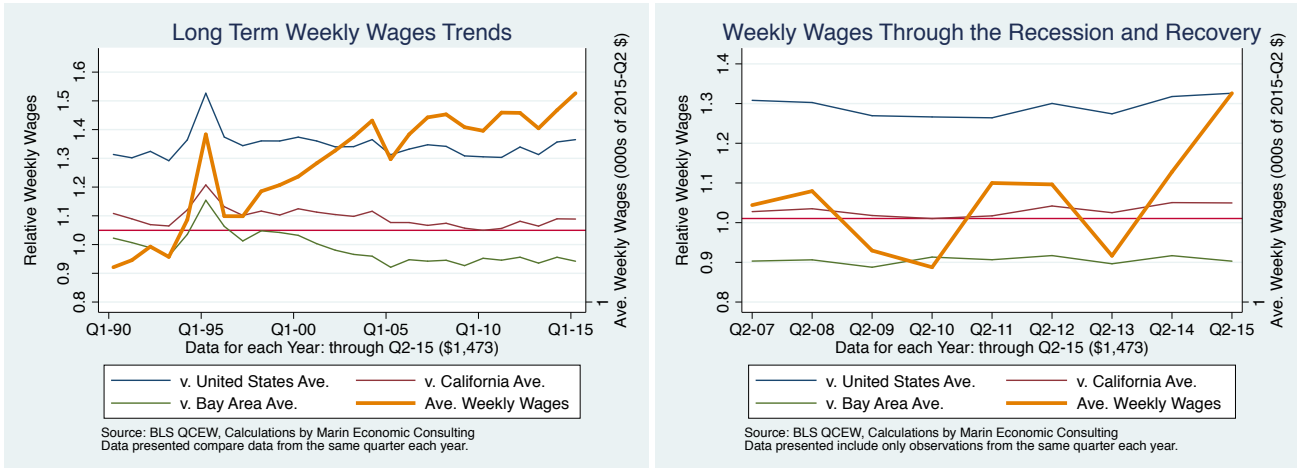 Long Term Weekly Wages Trends
Relative Weekly Wages
1.6
1.5
1.4
1.3
1.2
1.1
1.0
0.9
0.8
1
Ave. Weekly Wages (000s of 2015-Q2 $)
Q1-90 Q1-95 Q1-00 Q1-05 Q1-10 Q1-15
Data for each Year: through Q2-15 ($1,473)
v. United States Ave. v. California Ave.
v. Bay Area Ave. Ave. Weekly Wages
Source: BLS QCEW, Calculations by Marin Economic Consulting
Data presented compare data from the same quarter each year.
Weekly Wages Through the Recession and Recovery
Relative Weekly Wages
1.4
1.3
1.2
1.1
1.0
0.9
0.8
1
Ave. Weekly Wages (000s of 2015-Q2 $)
Q2-07 Q2-08 Q2-09 Q2-10 Q2-11 Q2-12 Q2-13 Q2-14 Q2-15
Data for each Year: through Q2-15 ($1,473)
v. United States Ave. v. California Ave.
v. Bay Area Ave. Ave. Weekly Wages
Source: BLS QCEW, Calculations by Marin Economic Consulting
Data presented include only observations from the same quarter each year.